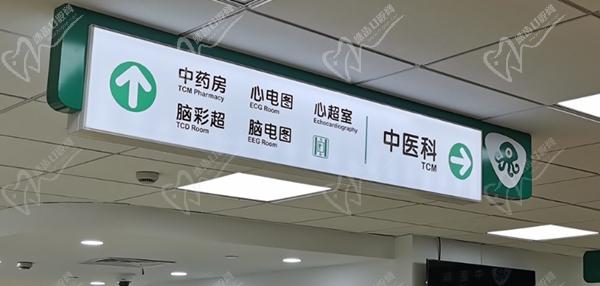 中药房
TCM Pharmacy
心电图
ECG Room
心超室
Echocardiography
脑彩超
TCD Room
脑电图
EEG Room
中医科
TCM